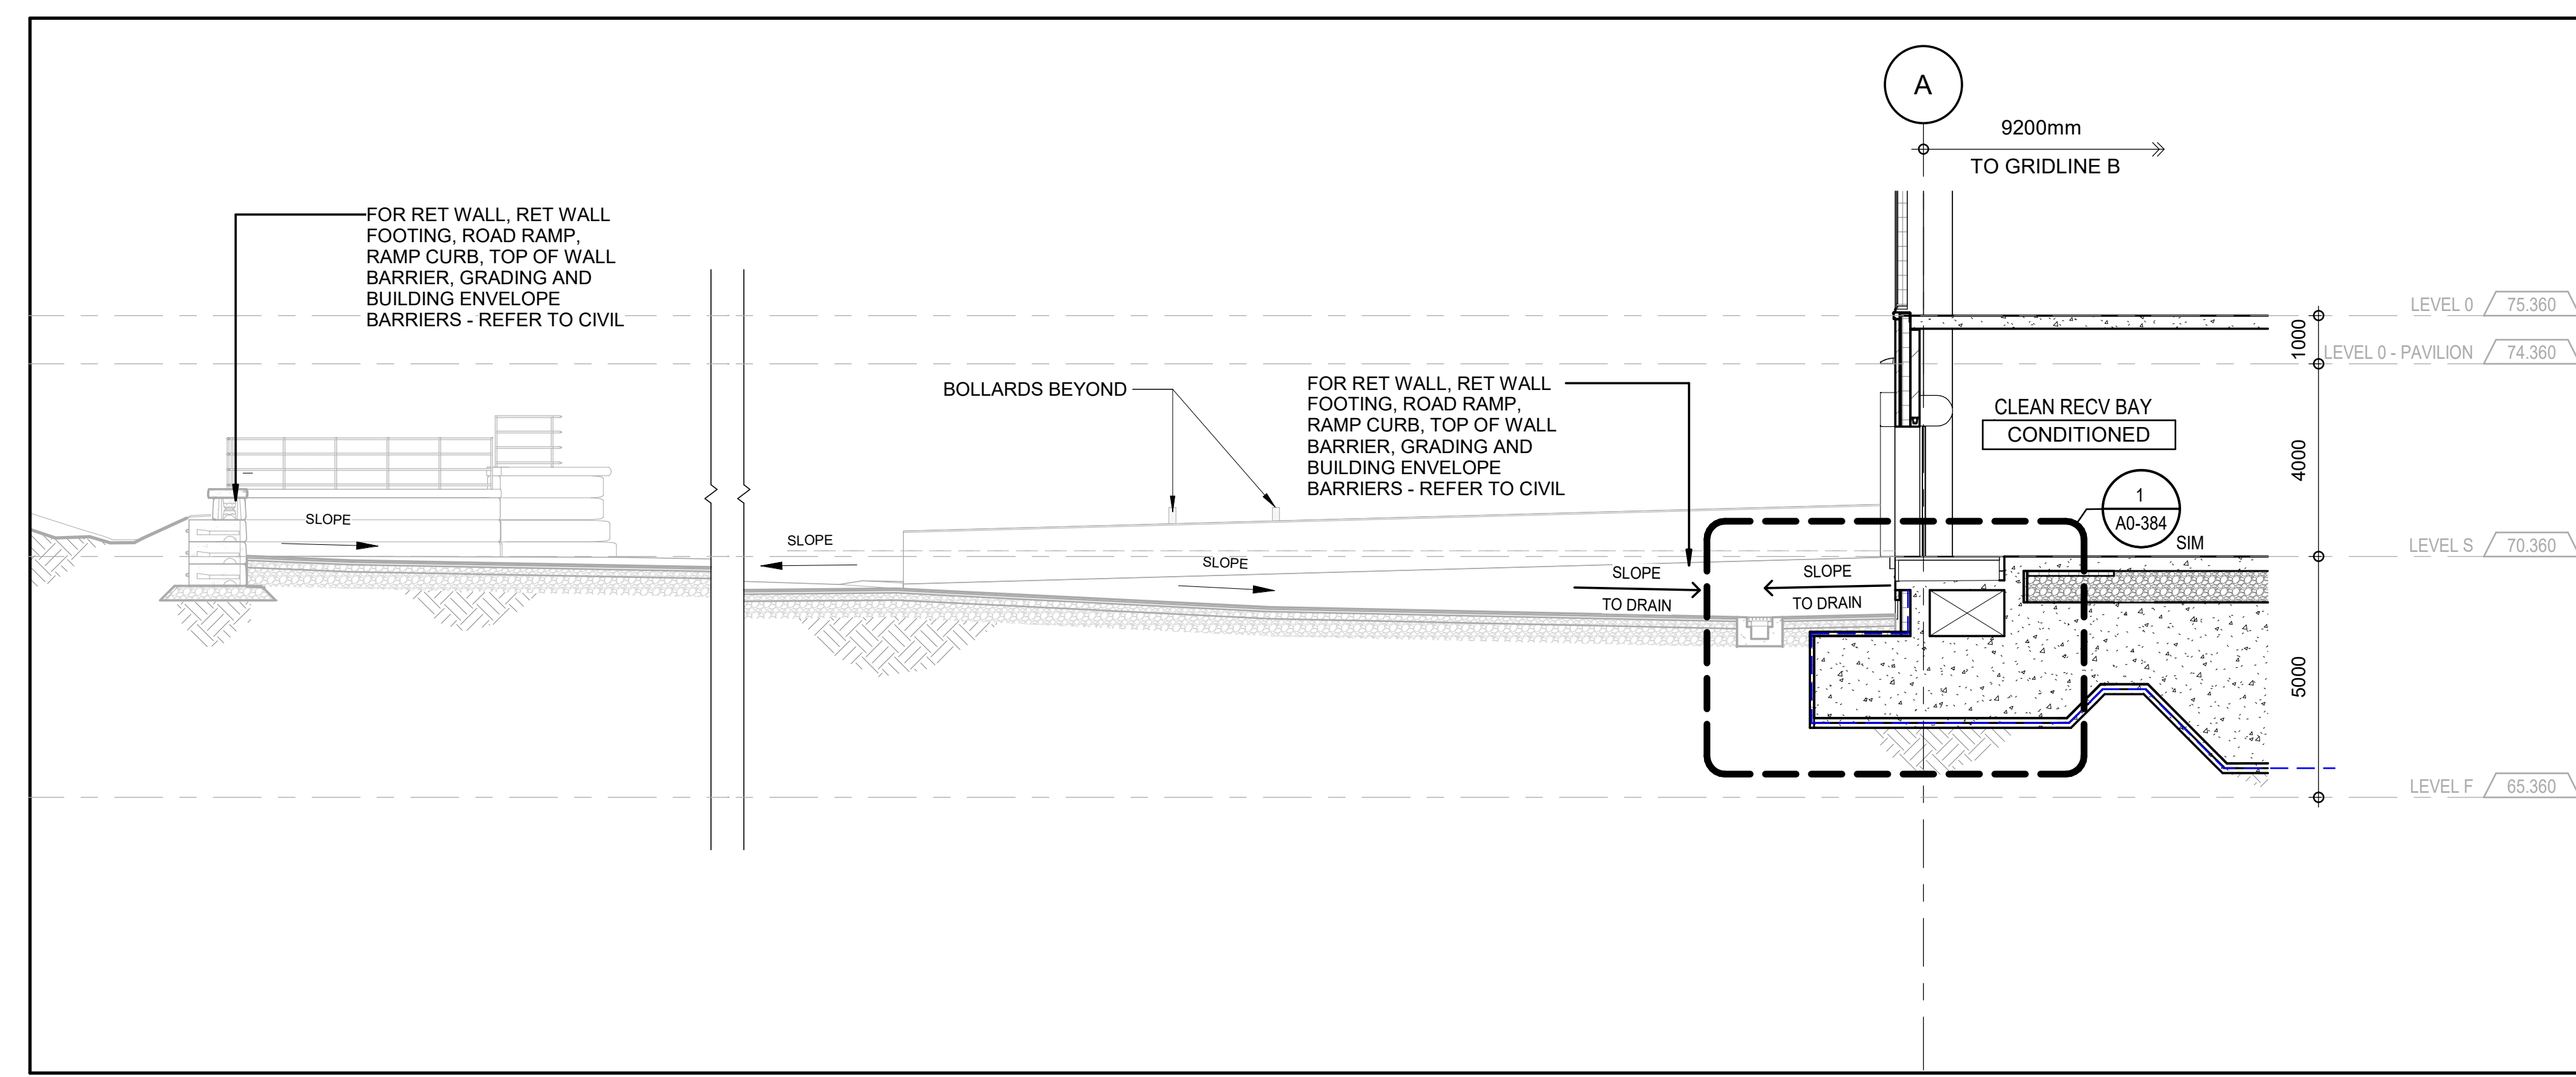 A
9200mm
TO GRIDLINE B
FOR RET WALL, RET WALL
FOOTING, ROAD RAMP,
RAMP CURB, TOP OF WALL
BARRIER, GRADING AND
BUILDING ENVELOPE
BARRIERS - REFER TO CIVIL
LEVEL 0 75.360
1000
LEVEL 0 - PAVILION 74.360
BOLLARDS BEYOND
FOR RET WALL, RET WALL
FOOTING, ROAD RAMP,
RAMP CURB, TOP OF WALL
BARRIER, GRADING AND
BUILDING ENVELOPE
BARRIERS - REFER TO CIVIL
CLEAN RECV BAY
CONDITIONED
4000
1
A0-384
SIM
SLOPE
SLOPE
SLOPE
SLOPE
TO DRAIN
SLOPE
TO DRAIN
LEVEL S 70.360
5000
LEVEL F 65.360